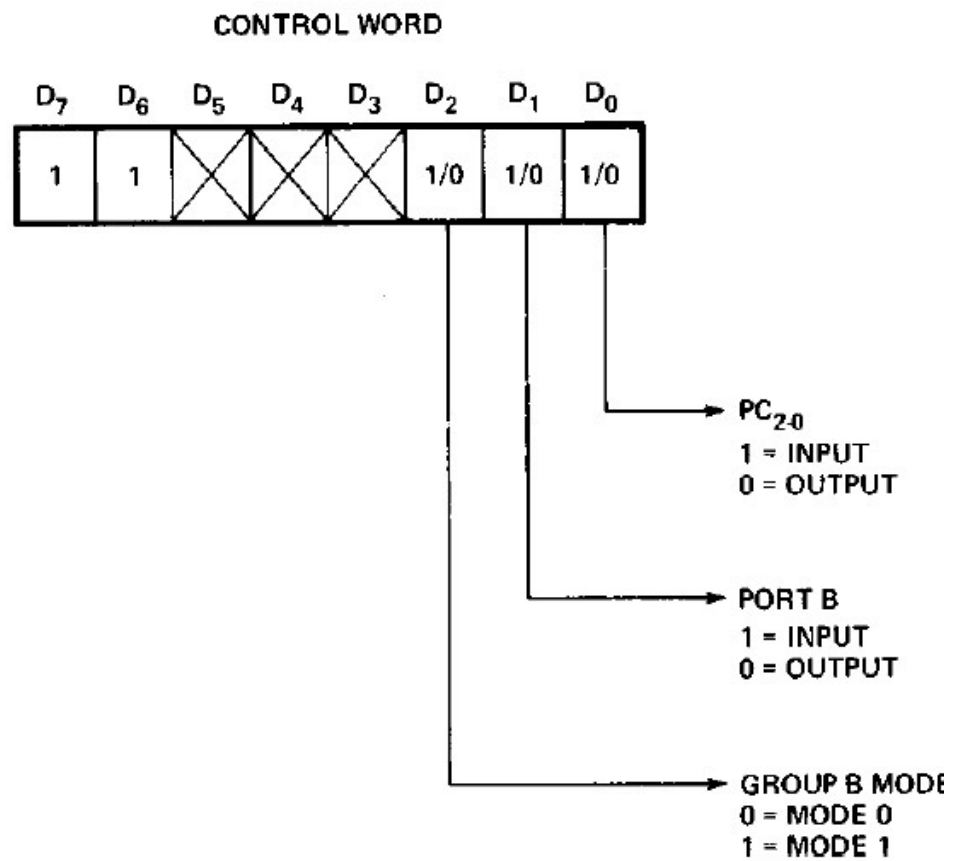 CONTROL WORD
D7 D6 D5 D4 D3 D2 D1 D0
1 1 1/0 1/0 1/0
PC2-0
1 = INPUT
0 = OUTPUT
PORT B
1 = INPUT
0 = OUTPUT
GROUP B MODE
0 = MODE 0
1 = MODE 1